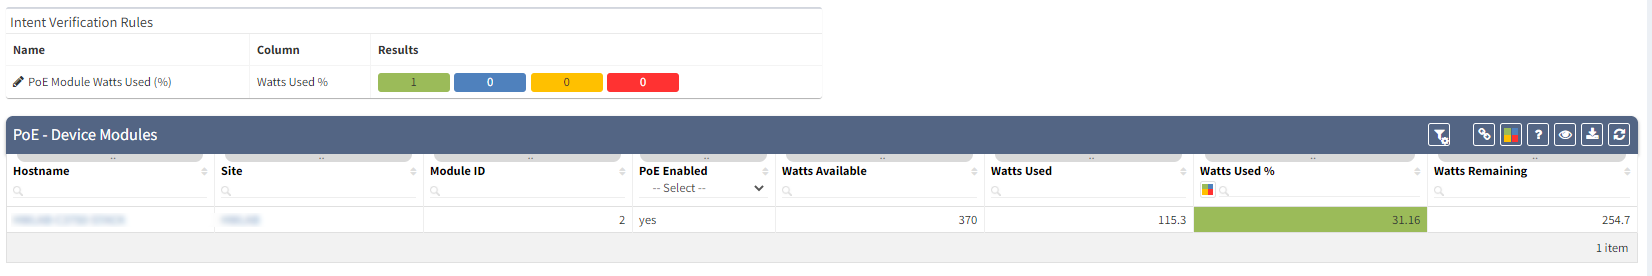 Intent Verification Rules
Name Column Results
PoE Module Watts Used (%) Watts Used % 1 0 0 0
PoE - Device Modules
Hostname Site Module ID PoE Enabled Watts Available Watts Used Watts Used % Watts Remaining
-- Select --
2 yes 370 115.3 31.16 254.7
1 item